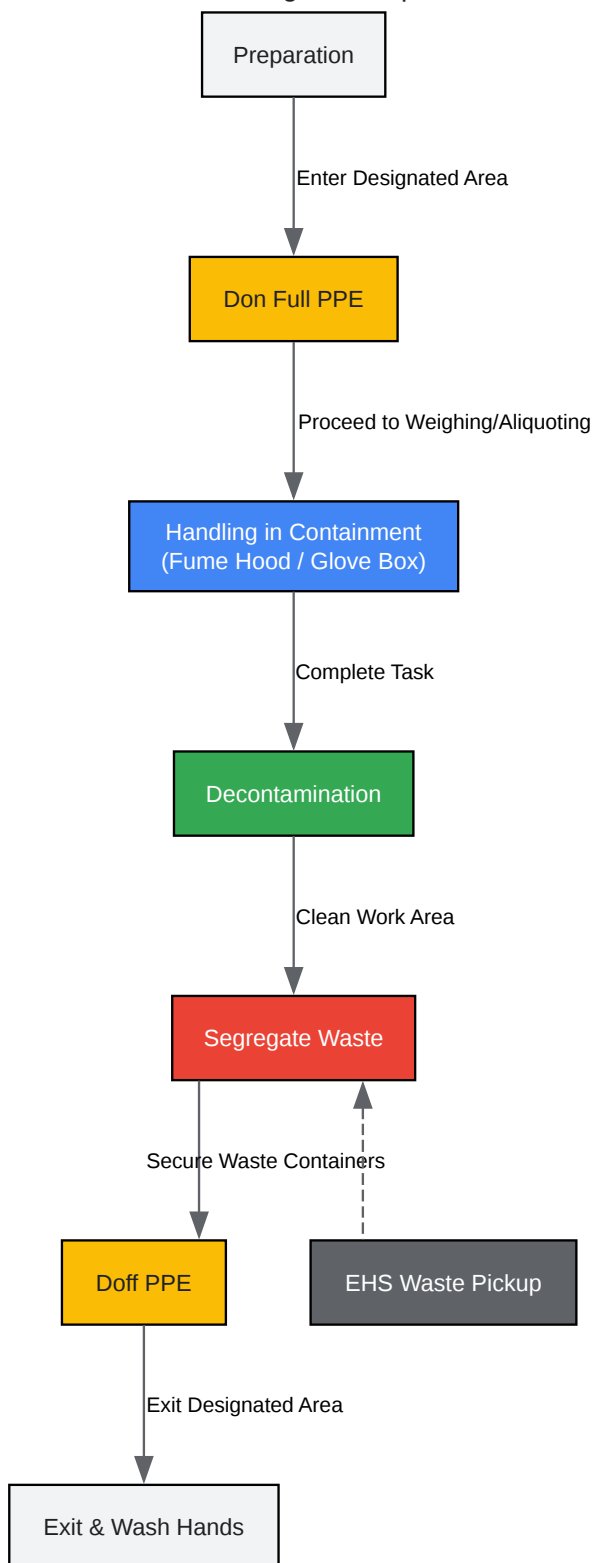 Preparation
Enter Designated Area
Don Full PPE
Proceed to Weighing/Aliquoting
Handling in Containment
(Fume Hood / Glove Box)
Complete Task
Decontamination
Clean Work Area
Segregate Waste
Secure Waste Containers
Doff PPE
EHS Waste Pickup
Exit Designated Area
Exit & Wash Hands